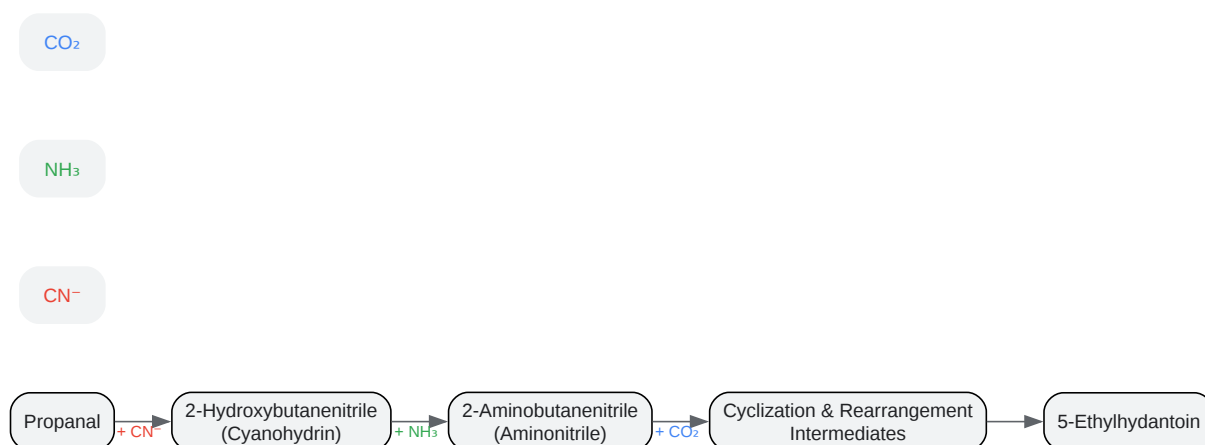 CO₂
NH₃
CN⁻
Propanal
+ CN⁻
2-Hydroxybutanenitrile
(Cyanohydrin)
+ NH₃
2-Aminobutanenitrile
(Aminonitrile)
+ CO₂
Cyclization & Rearrangement
Intermediates
5-Ethylhydantoin